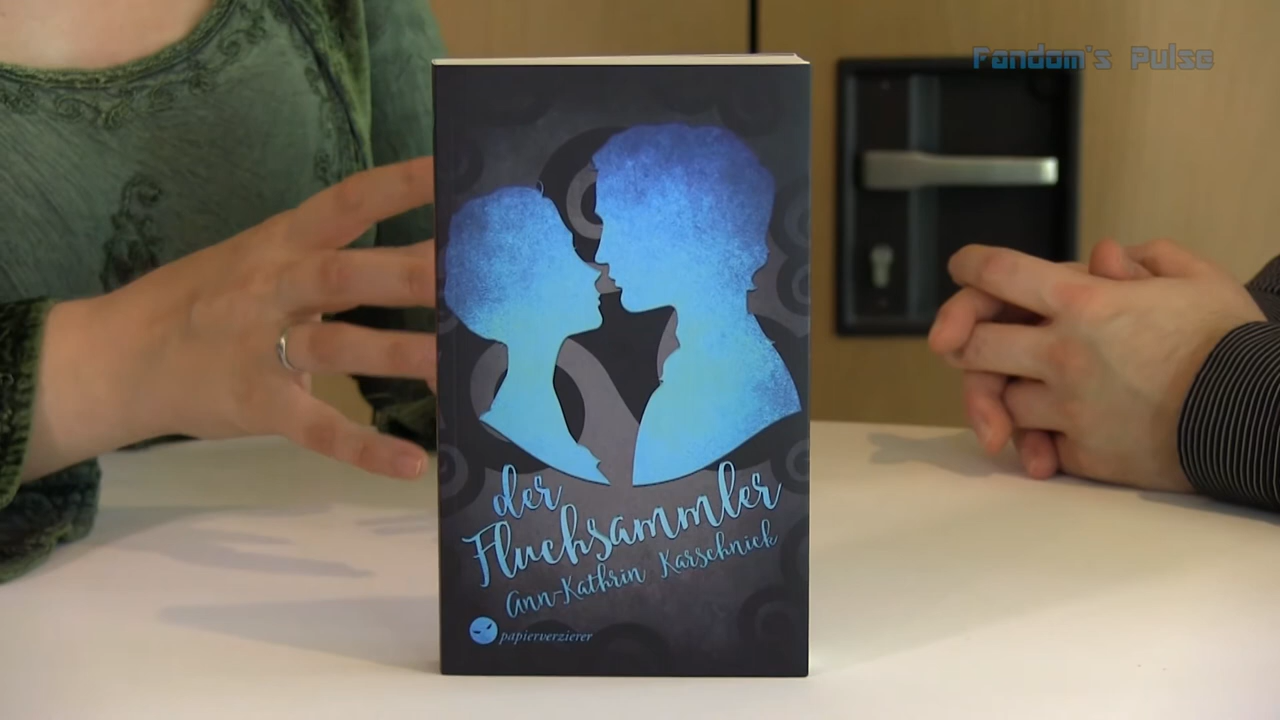 Fandom's Pulse
der
Fluchsammler
Ann-Kathrin Karschnick
papierverzierer